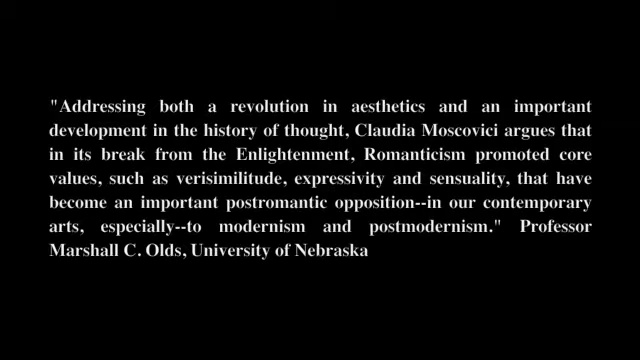 "Addressing both a revolution in aesthetics and an important
development in the history of thought, Claudia Moscovici argues that
in its break from the Enlightenment, Romanticism promoted core
values, such as verisimilitude, expressivity and sensuality, that have
become an important postromantic opposition--in our contemporary
arts, especially--to modernism and postmodernism." Professor
Marshall C. Olds, University of Nebraska